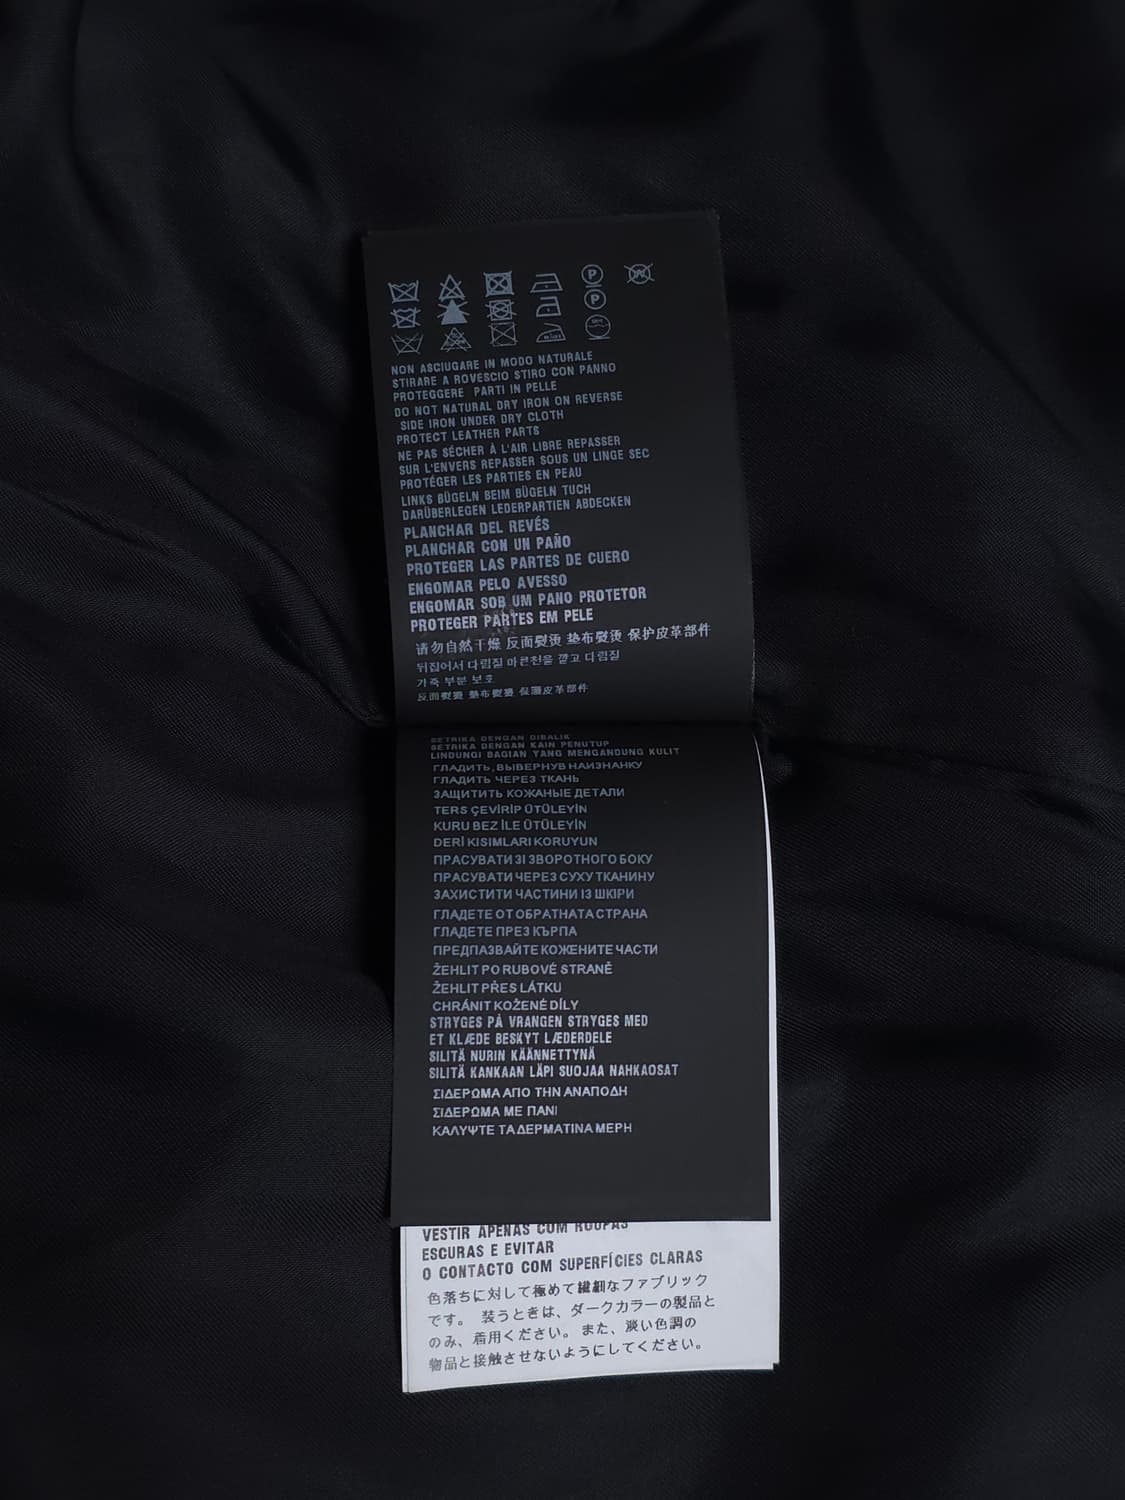 NON ASCIUGARE IN MODO NATURALE
STIRARE A ROVESCIO STIRO CON PANNO
PROTEGGERE PARTI IN PELLE
DO NOT NATURAL DRY IRON ON REVERSE
SIDE IRON UNDER DRY CLOTH
PROTECT LEATHER PARTS
NE PAS SÉCHER À L'AIR LIBRE REPASSER
SUR L'ENVERS REPASSER SOUS UN LINGE SEC
PROTÉGER LES PARTIES EN PEAU
LINKS BÜGELN BEIM BÜGELN TUCH
DARÜBERLEGEN LEDERPARTIEN ABDECKEN
PLANCHAR DEL REVÉS
PLANCHAR CON UN PAÑO
PROTEGER LAS PARTES DE CUERO
ENGOMAR PELO AVESSO
ENGOMAR SOB UM PANO PROTETOR
PROTEGER PARTES EM PELE
请勿自然干燥 反面熨烫 垫布熨烫 保护皮革部件
뒤집어서 다림질 마른천을 깔고 다림질
가죽 부분 보호
反面熨燙 墊布熨燙 保護皮革部件
SETRIKA DENGAN DIBALIK
SETRIKA DENGAN KAIN PENUTUP
LINDUNGI BAGIAN YANG MENGANDUNG KULIT
ГЛАДИТЬ, ВЫВЕРНУВ НАИЗНАНКУ
ГЛАДИТЬ ЧЕРЕЗ ТКАНЬ
ЗАЩИТИТЬ КОЖАНЫЕ ДЕТАЛИ
TERS ÇEVİRİP ÜTÜLEYİN
KURU BEZ İLE ÜTÜLEYİN
DERİ KISIMLARI KORUYUN
ПРАСУВАТИ ЗІ ЗВОРОТНОГО БОКУ
ПРАСУВАТИ ЧЕРЕЗ СУХУ ТКАНИНУ
ЗАХИСТИТИ ЧАСТИНИ ІЗ ШКІРИ
ГЛАДЕТЕ ОТ ОБРАТНАТА СТРАНА
ГЛАДЕТЕ ПРЕЗ КЪРПА
ПРЕДПАЗВАЙТЕ КОЖЕНИТЕ ЧАСТИ
ŽEHLIT PO RUBOVÉ STRANĚ
ŽEHLIT PŘES LÁTKU
CHRÁNIT KOŽENÉ DÍLY
STRYGES PÅ VRANGEN STRYGES MED
ET KLÆDE BESKYT LÆDERDELE
SILITÄ NURIN KÄÄNNETTYNÄ
SILITÄ KANKAAN LÄPI SUOJAA NAHKAOSAT
ΣΙΔΕΡΩΜΑ ΑΠΟ ΤΗΝ ΑΝΑΠΟΔΗ
ΣΙΔΕΡΩΜΑ ΜΕ ΠΑΝΙ
ΚΑΛΥΨΤΕ ΤΑ ΔΕΡΜΑΤΙΝΑ ΜΕΡΗ
VESTIR APENAS COM ROUPAS
ESCURAS E EVITAR
O CONTACTO COM SUPERFÍCIES CLARAS
色落ちに対して極めて繊細なファブリック
です。 装うときは、ダークカラーの製品と
のみ、着用ください。 また、淡い色調の
物品と接触させないようにしてください。